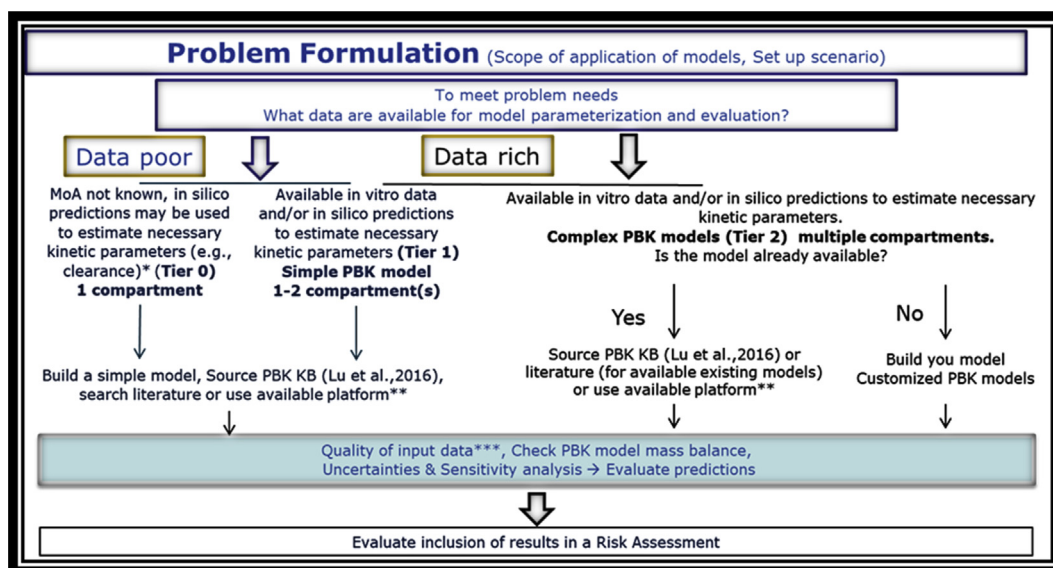 Problem Formulation (Scope of application of models, Set up scenario)
To meet problem needs
What data are available for model parameterization and evaluation?
Data poor
Data rich
MoA not known, in silico
predictions may be used
to estimate necessary
kinetic parameters (e.g.,
clearance)* (Tier 0)
1 compartment
Available in vitro data
and/or in silico predictions
to estimate necessary
kinetic parameters (Tier 1)
Simple PBK model
1-2 compartment(s)
Available in vitro data and/or in silico predictions to estimate necessary
kinetic parameters.
Complex PBK models (Tier 2) multiple compartments.
Is the model already available?
Yes
No
Build a simple model, Source PBK KB (Lu et al.,2016),
search literature or use available platform**
Source PBK KB (Lu et al.,2016) or
literature (for available existing models)
or use available platform**
Build you model
Customized PBK models
Quality of input data***, Check PBK model mass balance,
Uncertainties & Sensitivity analysis → Evaluate predictions
Evaluate inclusion of results in a Risk Assessment